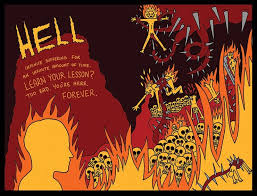 HELL
INFINITE SUFFERING FOR
AN INFINITE AMOUNT OF TIME.
LEARN YOUR LESSON?
TOO BAD. YOU'RE HERE
FOREVER.